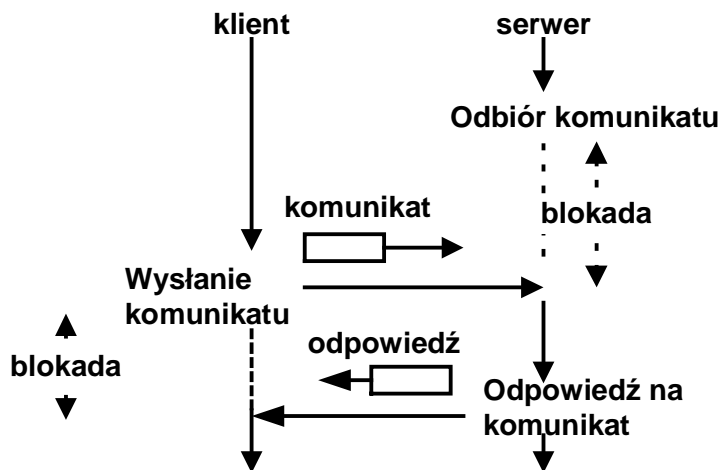 klient
serwer
Odbiór komunikatu
komunikat
blokada
Wysłanie
komunikatu
odpowiedź
blokada
Odpowiedź na
komunikat